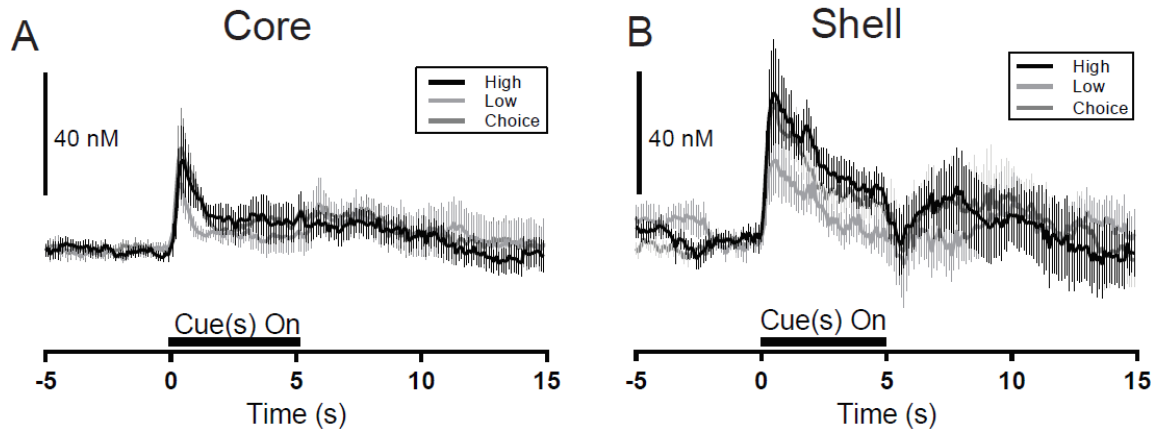 A
Core
High
Low
Choice
40 nM
Cue(s) On
-5 0 5 10 15
Time (s)
B
Shell
High
Low
Choice
40 nM
Cue(s) On
-5 0 5 10 15
Time (s)